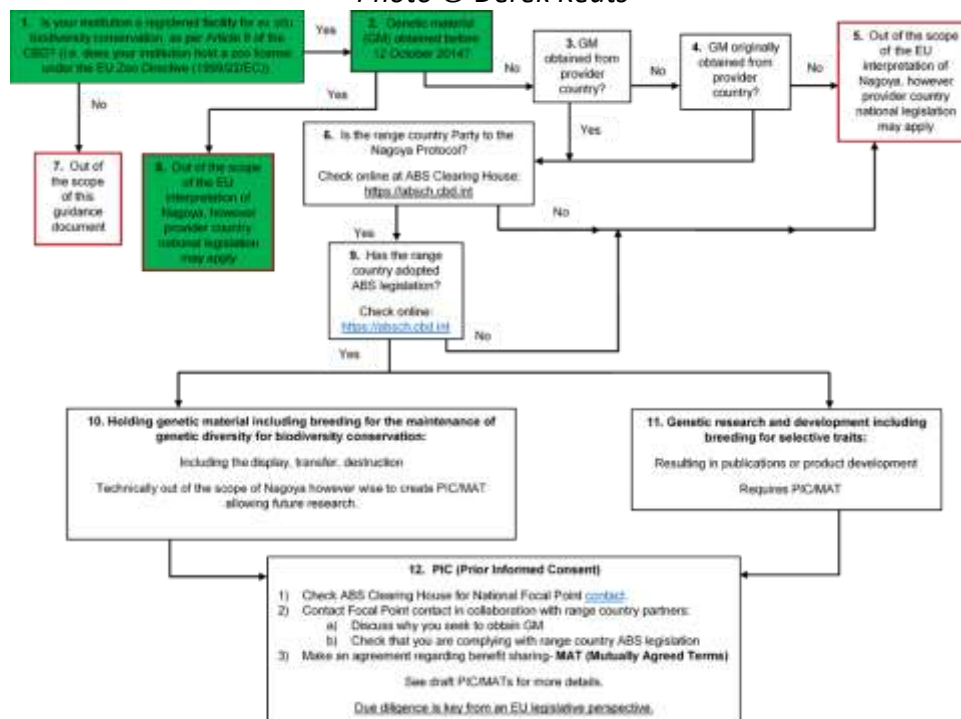 Photo © Derek Keats
1. Is your institution a registered facility for ex situ
biodiversity conservation, as per Article 9 of the
CBD? (i.e. does your institution hold a zoo license
under the EU Zoo Directive (1999/22/EC))
Yes
2. Genetic material
(GM) obtained before
12 October 2014?
No
3. GM
obtained from
provider
country?
No
4. GM originally
obtained from
provider
country?
No
5. Out of the scope
of the EU
interpretation of
Nagoya, however
provider country
national legislation
may apply
No
Yes
Yes
6. Is the range country Party to the
Nagoya Protocol?
Check online at ABS Clearing House:
https://absch.cbd.int
7. Out of
the scope
of this
guidance
document
8. Out of the scope
of the EU
interpretation of
Nagoya, however
provider country
national legislation
may apply
No
Yes
9. Has the range
country adopted
ABS legislation?
Check online:
https://absch.cbd.int
No
Yes
10. Holding genetic material including breeding for the maintenance of
genetic diversity for biodiversity conservation:
Including the display, transfer, destruction
Technically out of the scope of Nagoya however wise to create PIC/MAT
allowing future research.
11. Genetic research and development including
breeding for selective traits:
Resulting in publications or product development
Requires PIC/MAT
12. PIC (Prior Informed Consent)
1) Check ABS Clearing House for National Focal Point contact.
2) Contact Focal Point contact in collaboration with range country partners:
a) Discuss why you seek to obtain GM
b) Check that you are complying with range country ABS legislation
3) Make an agreement regarding benefit sharing- MAT (Mutually Agreed Terms)
See draft PIC/MATs for more details.
Due diligence is key from an EU legislative perspective.